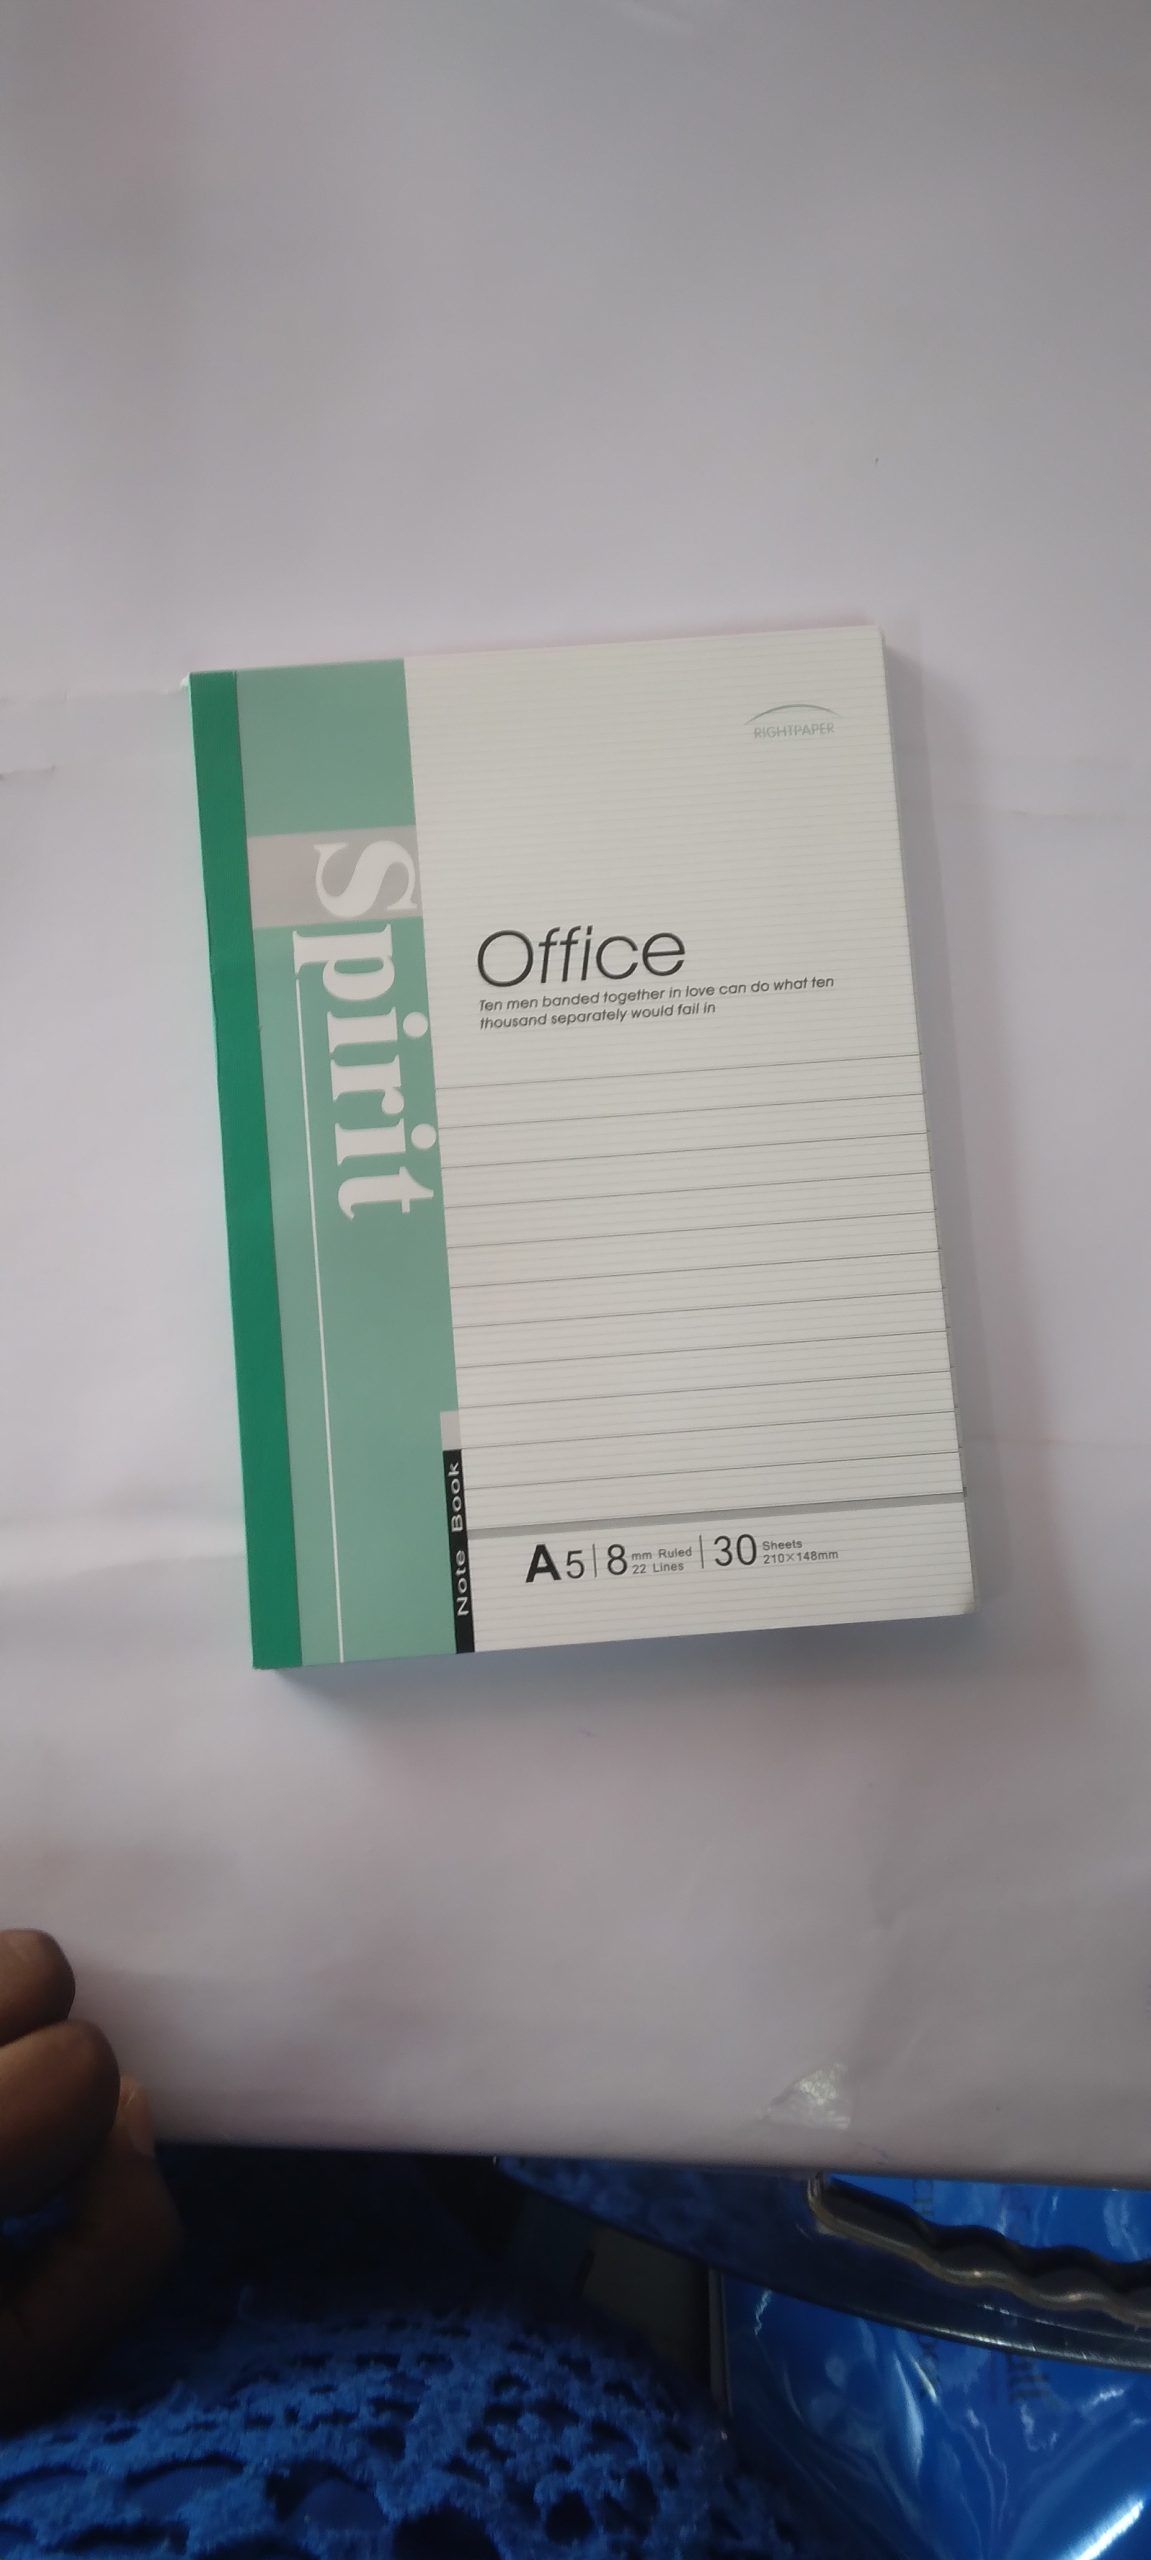 RIGHTPAPER
Spirit
Office
Ten men banded together in love can do what ten
thousand separately would fail in
Note Book
A5 8 mm Ruled 22 Lines 30 Sheets 210×148mm